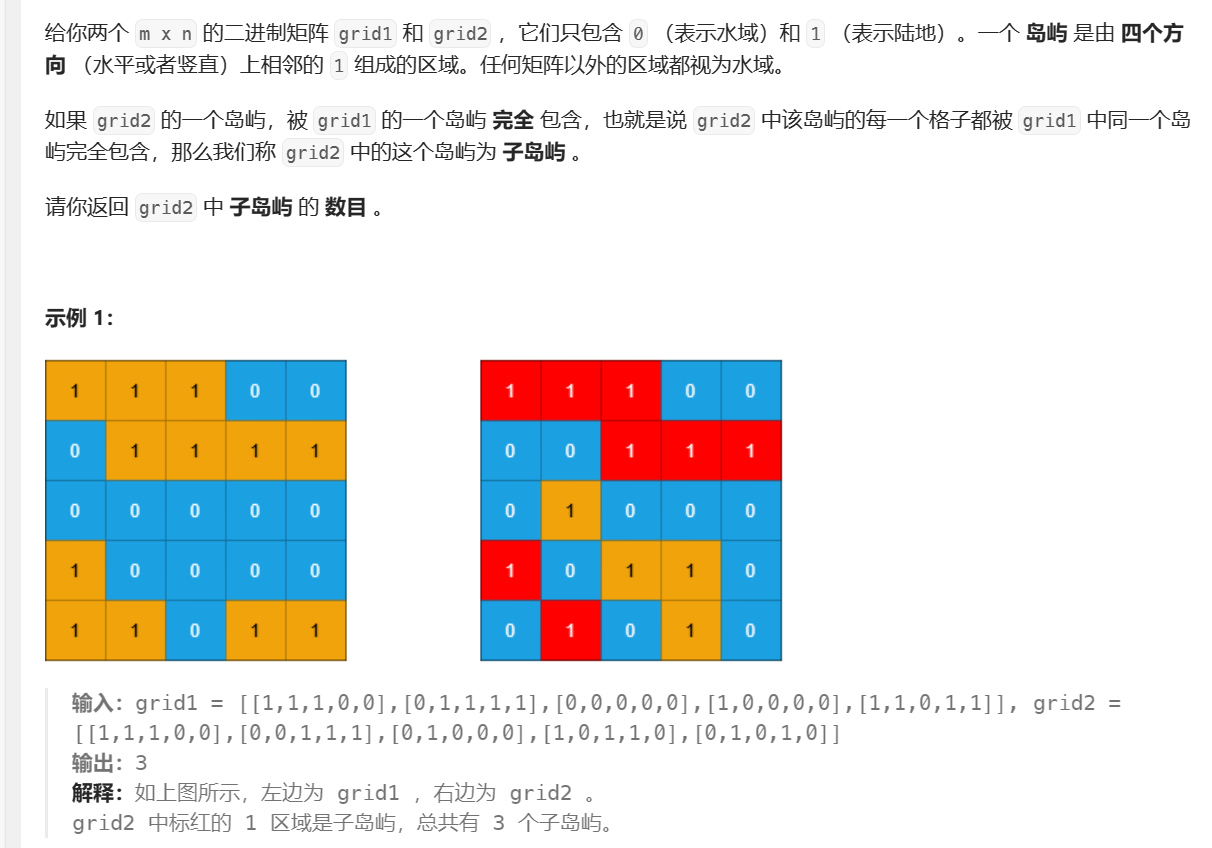 给你两个 m x n 的二进制矩阵 grid1 和 grid2 ，它们只包含 0 （表示水域）和 1 （表示陆地）。一个 岛屿 是由 四个方
向 （水平或者竖直）上相邻的 1 组成的区域。任何矩阵以外的区域都视为水域。
如果 grid2 的一个岛屿，被 grid1 的一个岛屿 完全 包含，也就是说 grid2 中该岛屿的每一个格子都被 grid1 中同一个岛
屿完全包含，那么我们称 grid2 中的这个岛屿为 子岛屿 。
请你返回 grid2 中 子岛屿 的 数目 。
示例 1：
1 1 1 0 0 1 1 1 0 0
0 1 1 1 1 0 0 1 1 1
0 0 0 0 0 0 1 0 0 0
1 0 0 0 0 1 0 1 1 0
1 1 0 1 1 0 1 0 1 0
输入：grid1 = [[1,1,1,0,0],[0,1,1,1,1],[0,0,0,0,0],[1,0,0,0,0],[1,1,0,1,1]], grid2 =
[[1,1,1,0,0],[0,0,1,1,1],[0,1,0,0,0],[1,0,1,1,0],[0,1,0,1,0]]
输出：3
解释：如上图所示，左边为 grid1 ，右边为 grid2 。
grid2 中标红的 1 区域是子岛屿，总共有 3 个子岛屿。